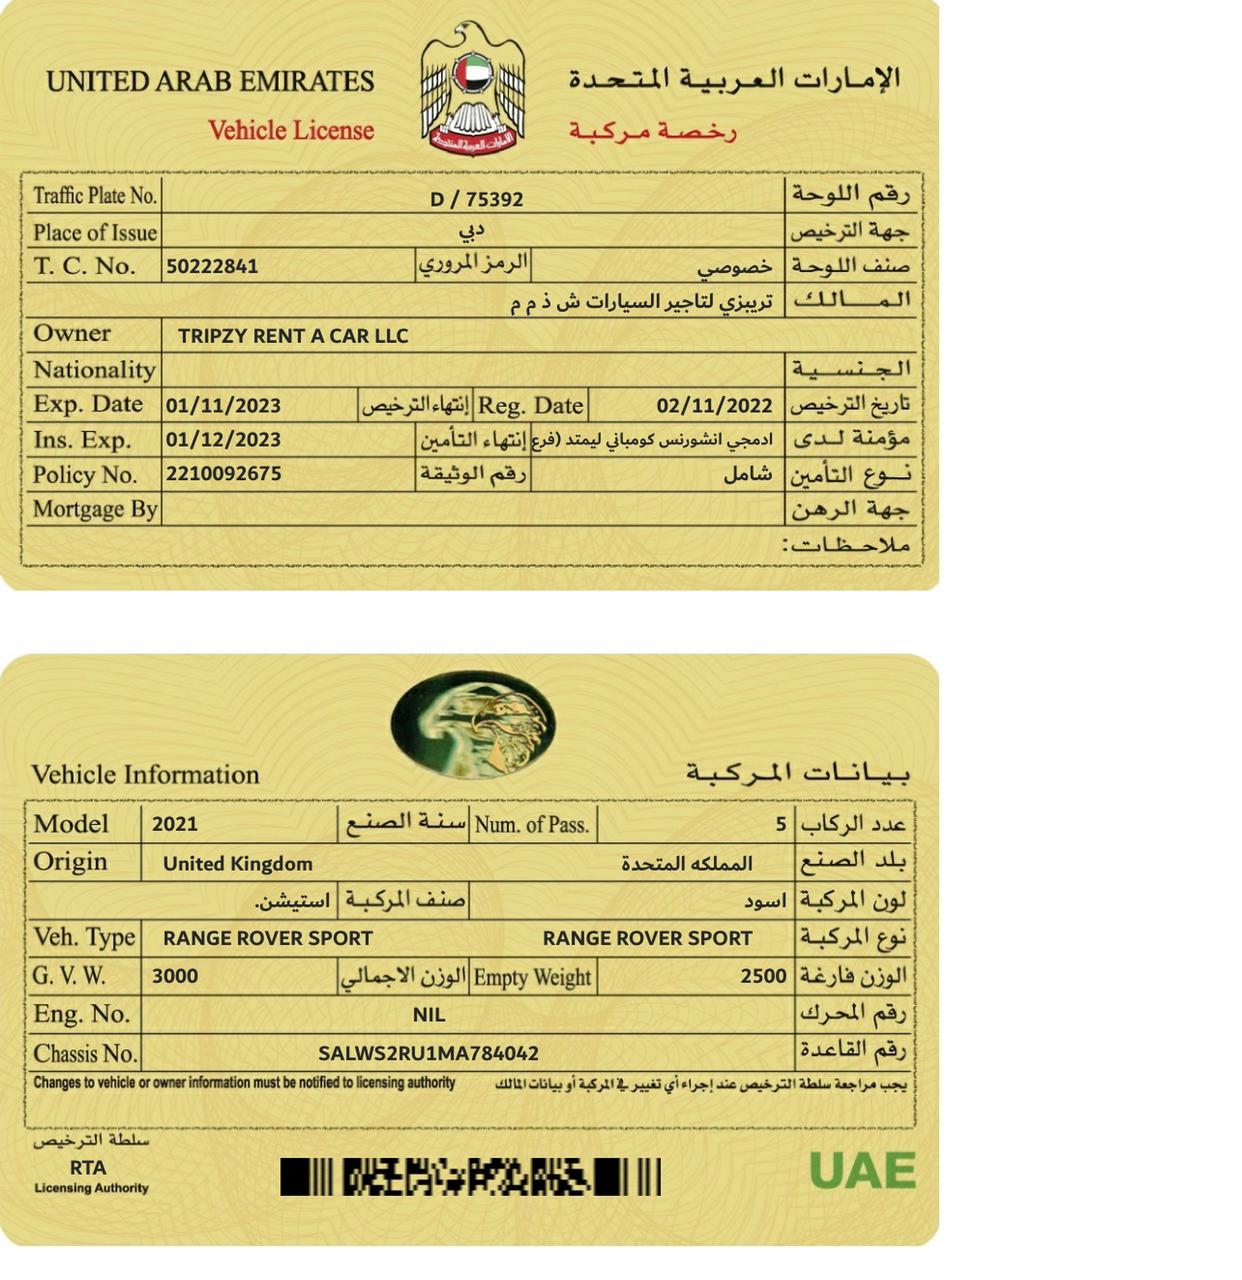 UNITED ARAB EMIRATES الإمارات العربية المتحدة
Vehicle License رخصة مركبة
الإمارات العربية المتحدة
Traffic Plate No. D / 75392 رقم اللوحة
Place of Issue دبي جهة الترخيص
T. C. No. 50222841 الرمز المروري خصوصي صنف اللوحة
تريبزي لتاجير السيارات ش ذ م م المالك
Owner TRIPZY RENT A CAR LLC
Nationality الجنسية
Exp. Date 01/11/2023 إنتهاء الترخيص Reg. Date 02/11/2022 تاريخ الترخيص
Ins. Exp. 01/12/2023 إنتهاء التأمين ادمجي انشورنس كومباني ليمتد (فرع مؤمنة لدى
Policy No. 2210092675 رقم الوثيقة شامل نوع التأمين
Mortgage By جهة الرهن
ملاحظات:
Vehicle Information بيانات المركبة
Model 2021 سنة الصنع Num. of Pass. 5 عدد الركاب
Origin United Kingdom المملكه المتحدة بلد الصنع
استيشن. صنف المركبة اسود لون المركبة
Veh. Type RANGE ROVER SPORT RANGE ROVER SPORT نوع المركبة
G. V. W. 3000 الوزن الاجمالي Empty Weight 2500 الوزن فارغة
Eng. No. NIL رقم المحرك
Chassis No. SALWS2RU1MA784042 رقم القاعدة
Changes to vehicle or owner information must be notified to licensing authority يجب مراجعة سلطة الترخيص عند إجراء أي تغيير في المركبة أو بيانات المالك
سلطة الترخيص
RTA
Licensing Authority
UAE